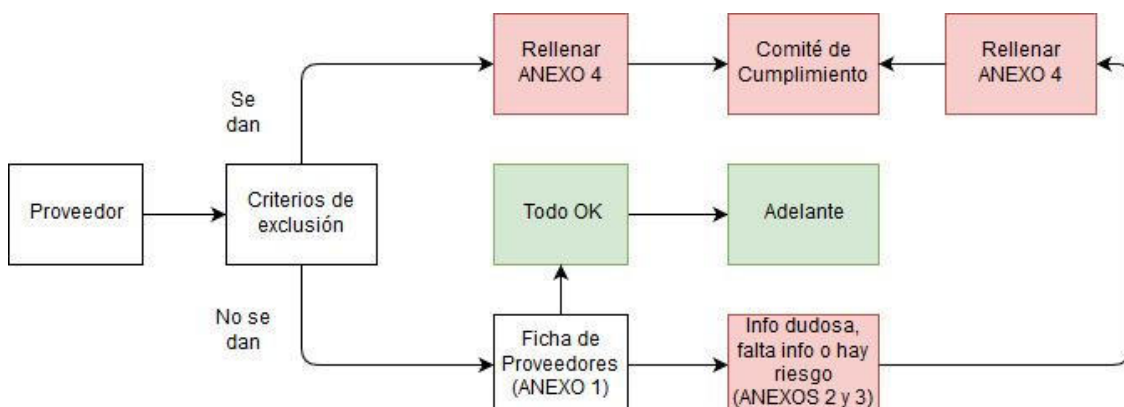 Rellenar
ANEXO 4
Comité de
Cumplimiento
Rellenar
ANEXO 4
Se
dan
Proveedor
Criterios de
exclusión
Todo OK
Adelante
No se
dan
Ficha de
Proveedores
(ANEXO 1)
Info dudosa,
falta info o hay
riesgo
(ANEXOS 2 y 3)